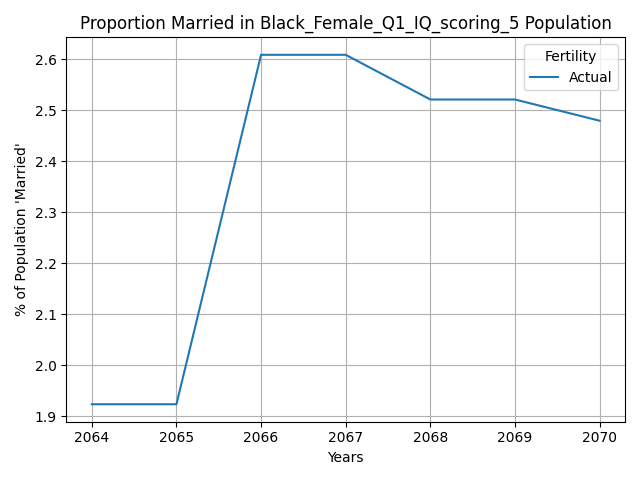 Proportion Married in Black_Female_Q1_IQ_scoring_5 Population
Fertility
Actual
% of Population 'Married'
2.6
2.5
2.4
2.3
2.2
2.1
2.0
1.9
2064 2065 2066 2067 2068 2069 2070
Years